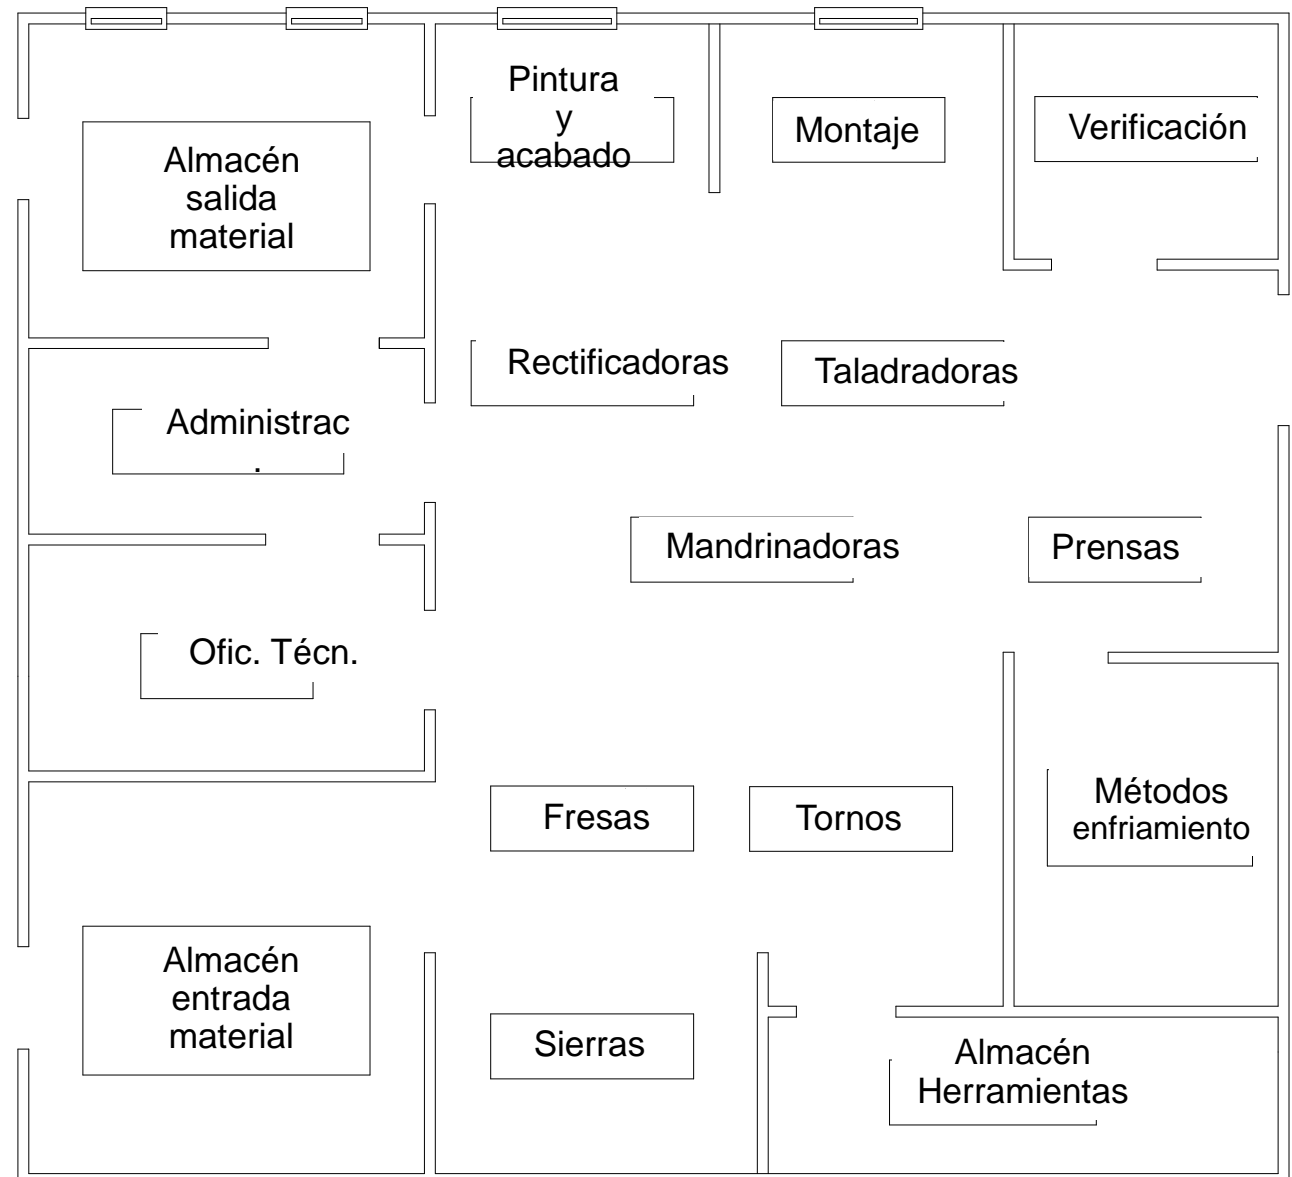 Pintura
y
acabado
Montaje
Verificación
Almacén
salida
material
Rectificadoras
Taladradoras
Administrac
.
Mandrinadoras
Prensas
Ofic. Técn.
Fresas
Tornos
Métodos
enfriamiento
Almacén
entrada
material
Sierras
Almacén
Herramientas